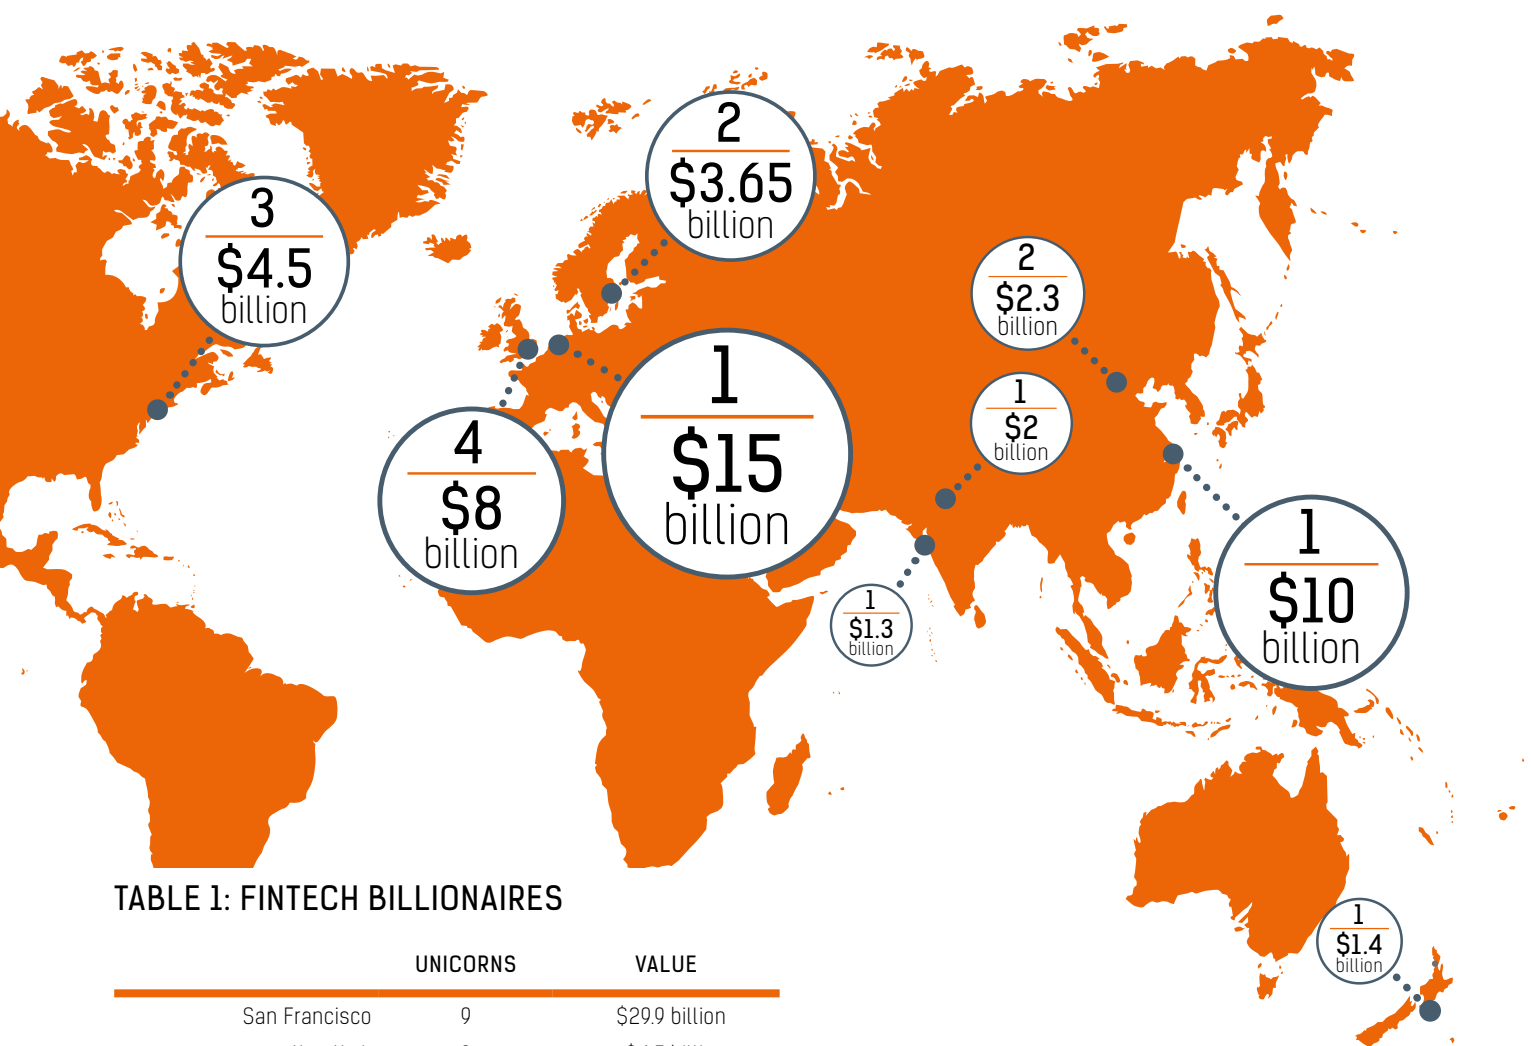 2
$3.65
billion
3
$4.5
billion
2
$2.3
billion
1
$15
billion
1
$2
billion
4
$8
billion
1
$10
billion
1
$1.3
billion
1
$1.4
billion
TABLE 1: FINTECH BILLIONAIRES
UNICORNS VALUE
San Francisco 9 $29.9 billion